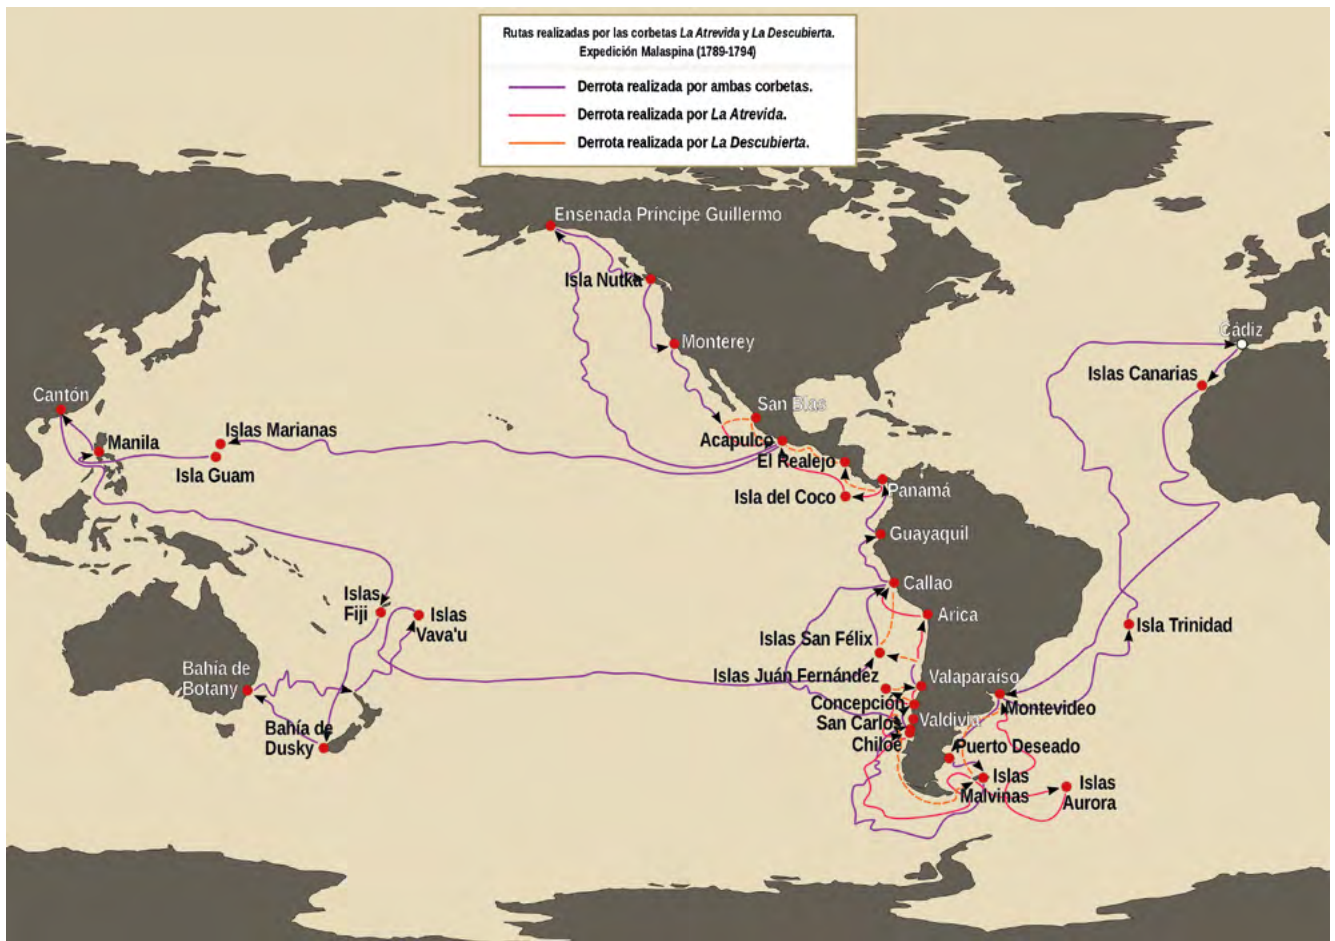 Rutas realizadas por las corbetas La Atrevida y La Descubierta.
Expedición Malaspina (1789-1794)
Derrota realizada por ambas corbetas.
Derrota realizada por La Atrevida.
Derrota realizada por La Descubierta.
Ensenada Príncipe Guillermo
Isla Nutka
Cádiz
Monterey
Islas Canarias
Cantón
San Blas
Islas Marianas
Manila
Acapulco
El Realejo
Isla Guam
Panamá
Isla del Coco
Guayaquil
Callao
Islas
Fiji
Islas
Vava'u
Arica
Isla Trinidad
Islas San Félix
Bahía de
Botany
Islas Juán Fernández
Valaparaíso
Concepción
Montevideo
San Carlos
Chiloe
Valdivia
Bahía de
Dusky
Puerto Deseado
Islas
Malvinas
Islas
Aurora